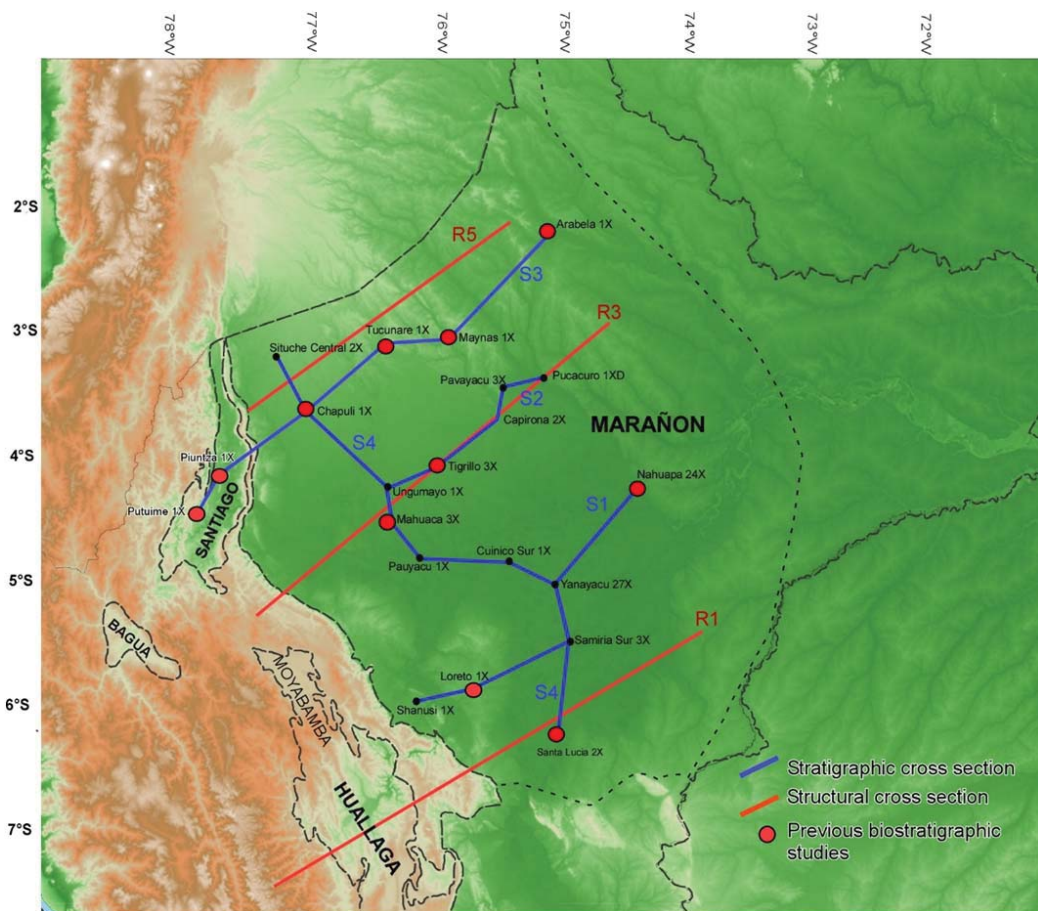 78°W
77°W
76°W
75°W
74°W
73°W
72°W
2°S
3°S
4°S
5°S
6°S
7°S
R5
Arabela 1X
S3
R3
Tucunare 1X
Maynas 1X
Situche Central 2X
Pavayacu 3X
Pucacuro 1XD
S2
Chapuli 1X
Capirona 2X
MARAÑON
S4
Piuntza 1X
Tigrillo 3X
Nahuapa 24X
Ungumayo 1X
S1
Putuime 1X
SANTIAGO
Mahuaca 3X
Cuinico Sur 1X
Pauyacu 1X
Yanayacu 27X
R1
BAGUA
Samiria Sur 3X
MOYABAMBA
Loreto 1X
S4
Shanusi 1X
Santa Lucia 2X
HUALLAGA
Stratigraphic cross section
Structural cross section
Previous biostratigraphic
studies